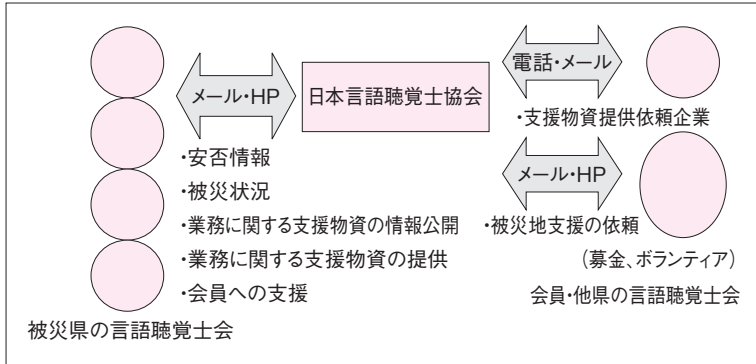 電話・メール
メール・HP
日本言語聴覚士協会
・支援物資提供依頼企業
・安否情報
メール・HP
・被災状況
・業務に関する支援物資の情報公開
・被災地支援の依頼
・業務に関する支援物資の提供
（募金、ボランティア）
・会員への支援
会員・他県の言語聴覚士会
被災県の言語聴覚士会